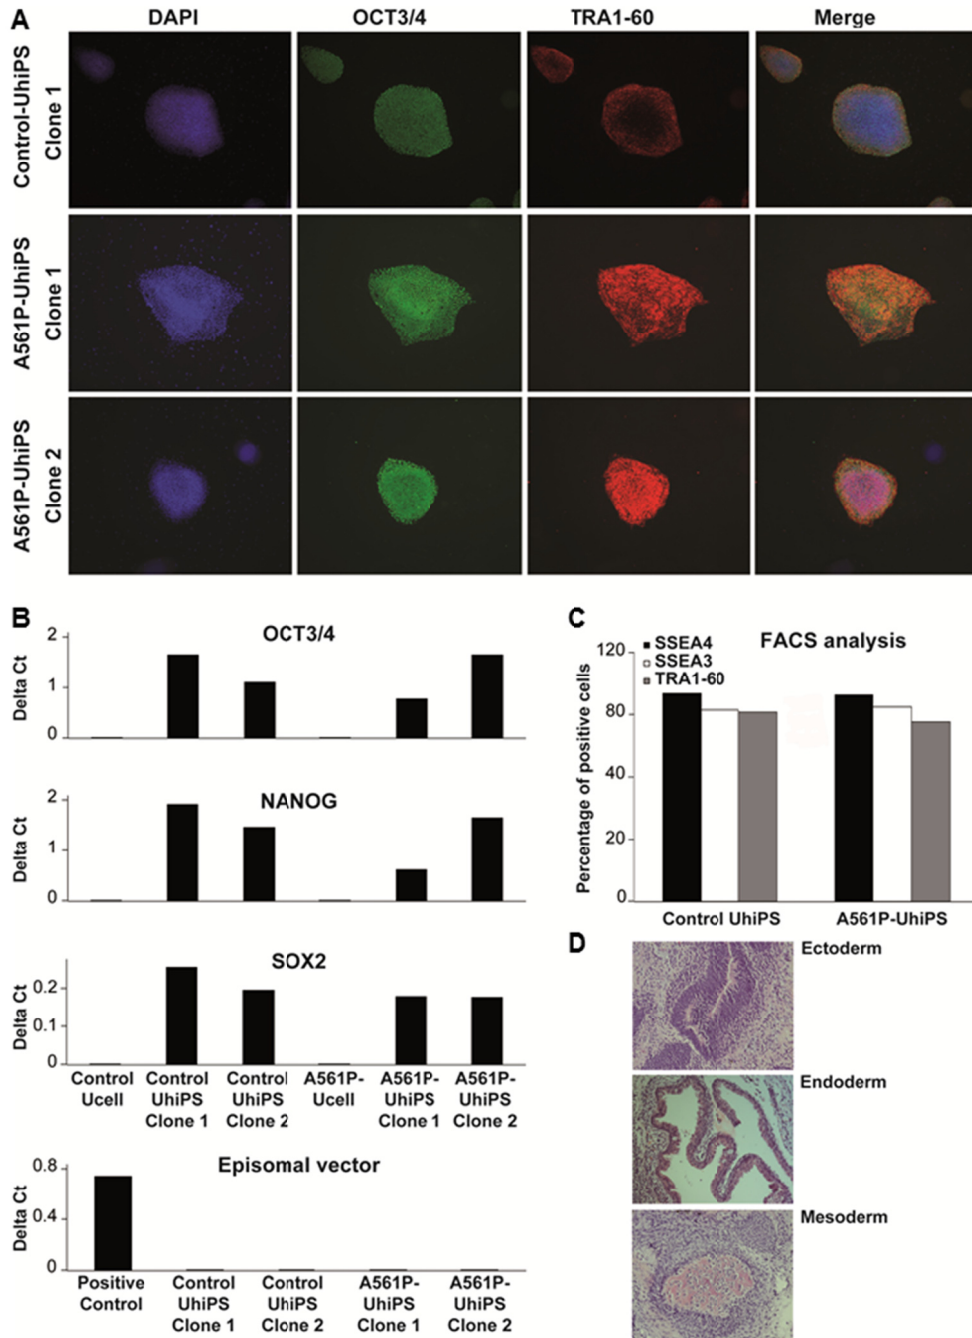 A
DAPI OCT3/4 TRA1-60 Merge
Control-UhiPS
Clone 1
A561P-UhiPS
Clone 1
A561P-UhiPS
Clone 2
B
OCT3/4
Delta Ct
2
1
0
NANOG
Delta Ct
2
1
0
SOX2
Delta Ct
0.2
0.1
0
Control Ucell
Control UhiPS Clone 1
Control UhiPS Clone 2
A561P- Ucell
A561P- UhiPS Clone 1
A561P- UhiPS Clone 2
Episomal vector
Delta Ct
0.8
0.4
0
Positive Control
Control UhiPS Clone 1
Control UhiPS Clone 2
A561P- UhiPS Clone 1
A561P- UhiPS Clone 2
C
FACS analysis
SSEA4
SSEA3
TRA1-60
Percentage of positive cells
120
80
40
20
0
Control UhiPS A561P-UhiPS
D
Ectoderm
Endoderm
Mesoderm